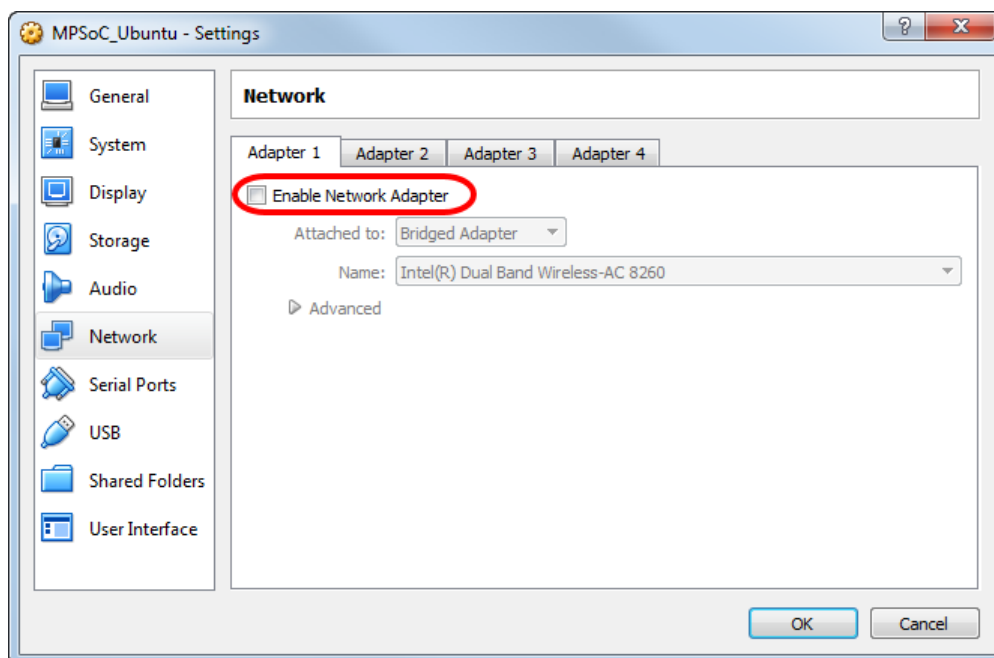 MPSoC_Ubuntu - Settings
General
System
Display
Storage
Audio
Network
Serial Ports
USB
Shared Folders
User Interface
Network
Adapter 1 Adapter 2 Adapter 3 Adapter 4
Enable Network Adapter
Attached to: Bridged Adapter
Name: Intel(R) Dual Band Wireless-AC 8260
Advanced
OK Cancel